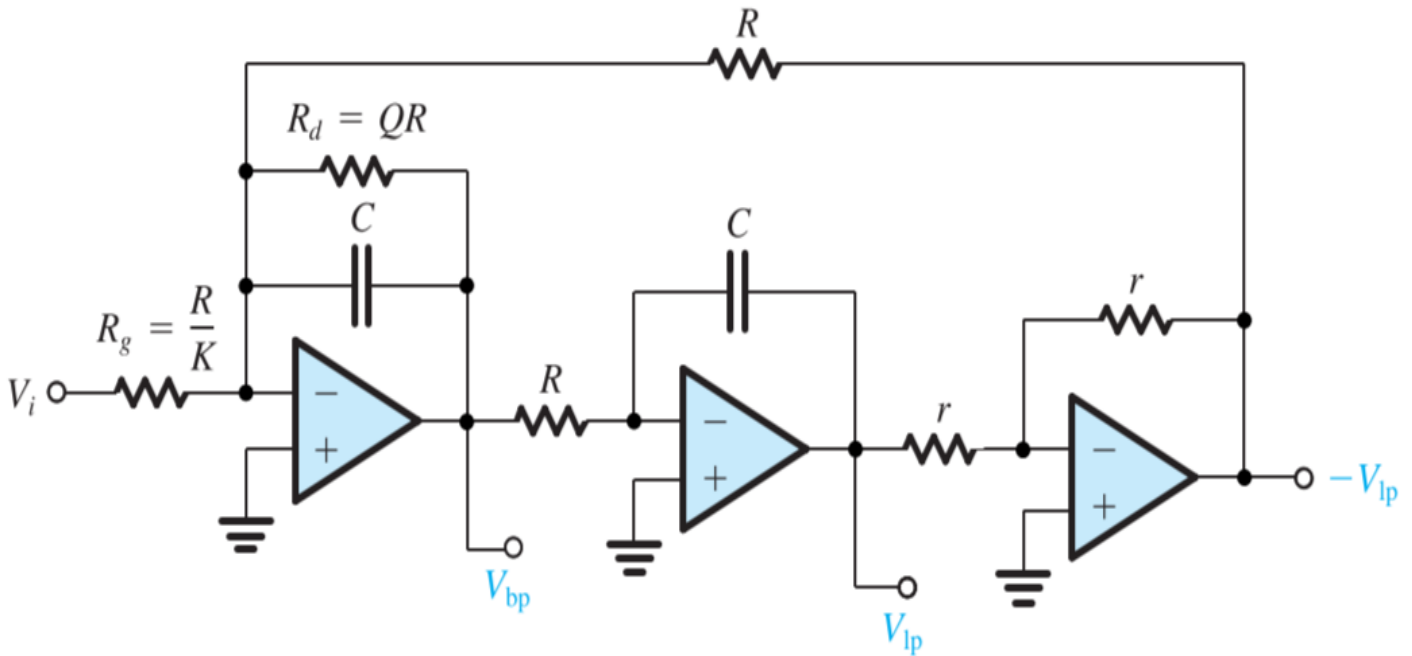 R
R_d = QR
C
C
r
R_g = R/K
R
r
V_i
−
+
−
+
−
+
−V_lp
V_bp
V_lp